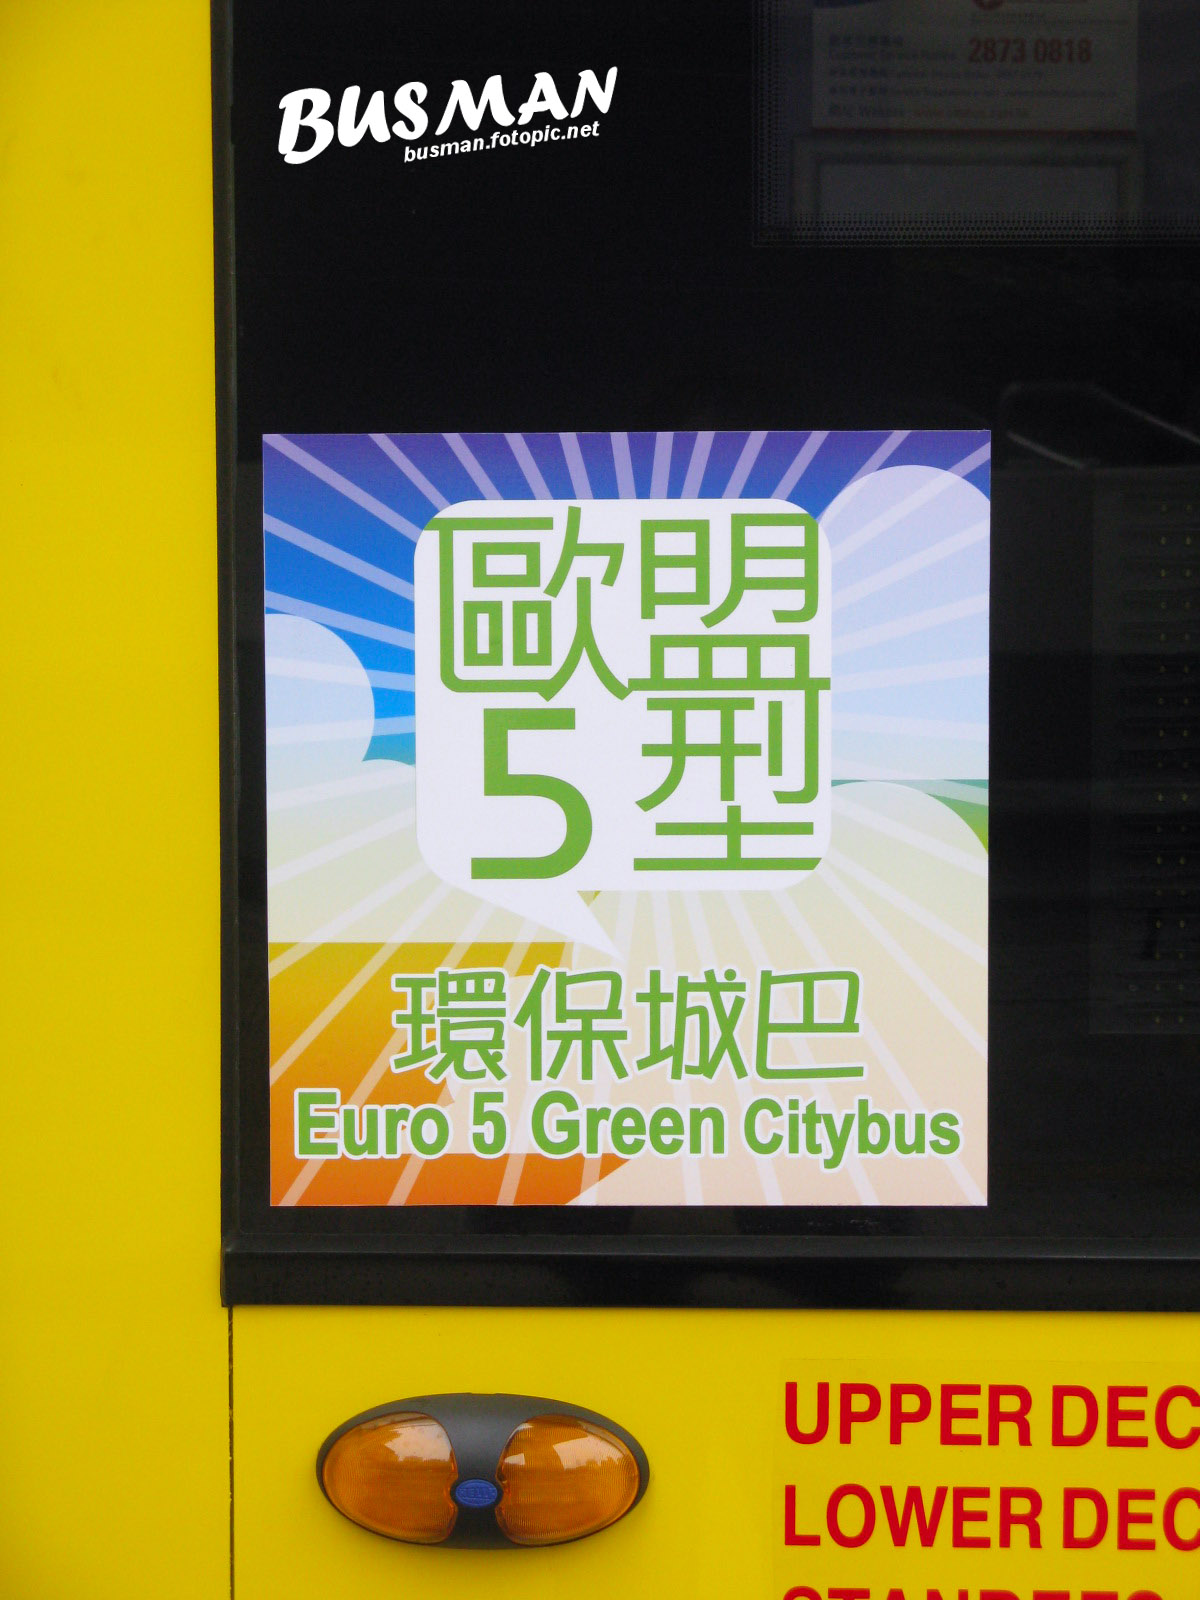 BUSMAN
busman.fotopic.net
2873 0818
歐盟
5型
環保城巴
Euro 5 Green Citybus
UPPER DEC
LOWER DEC
HELLA